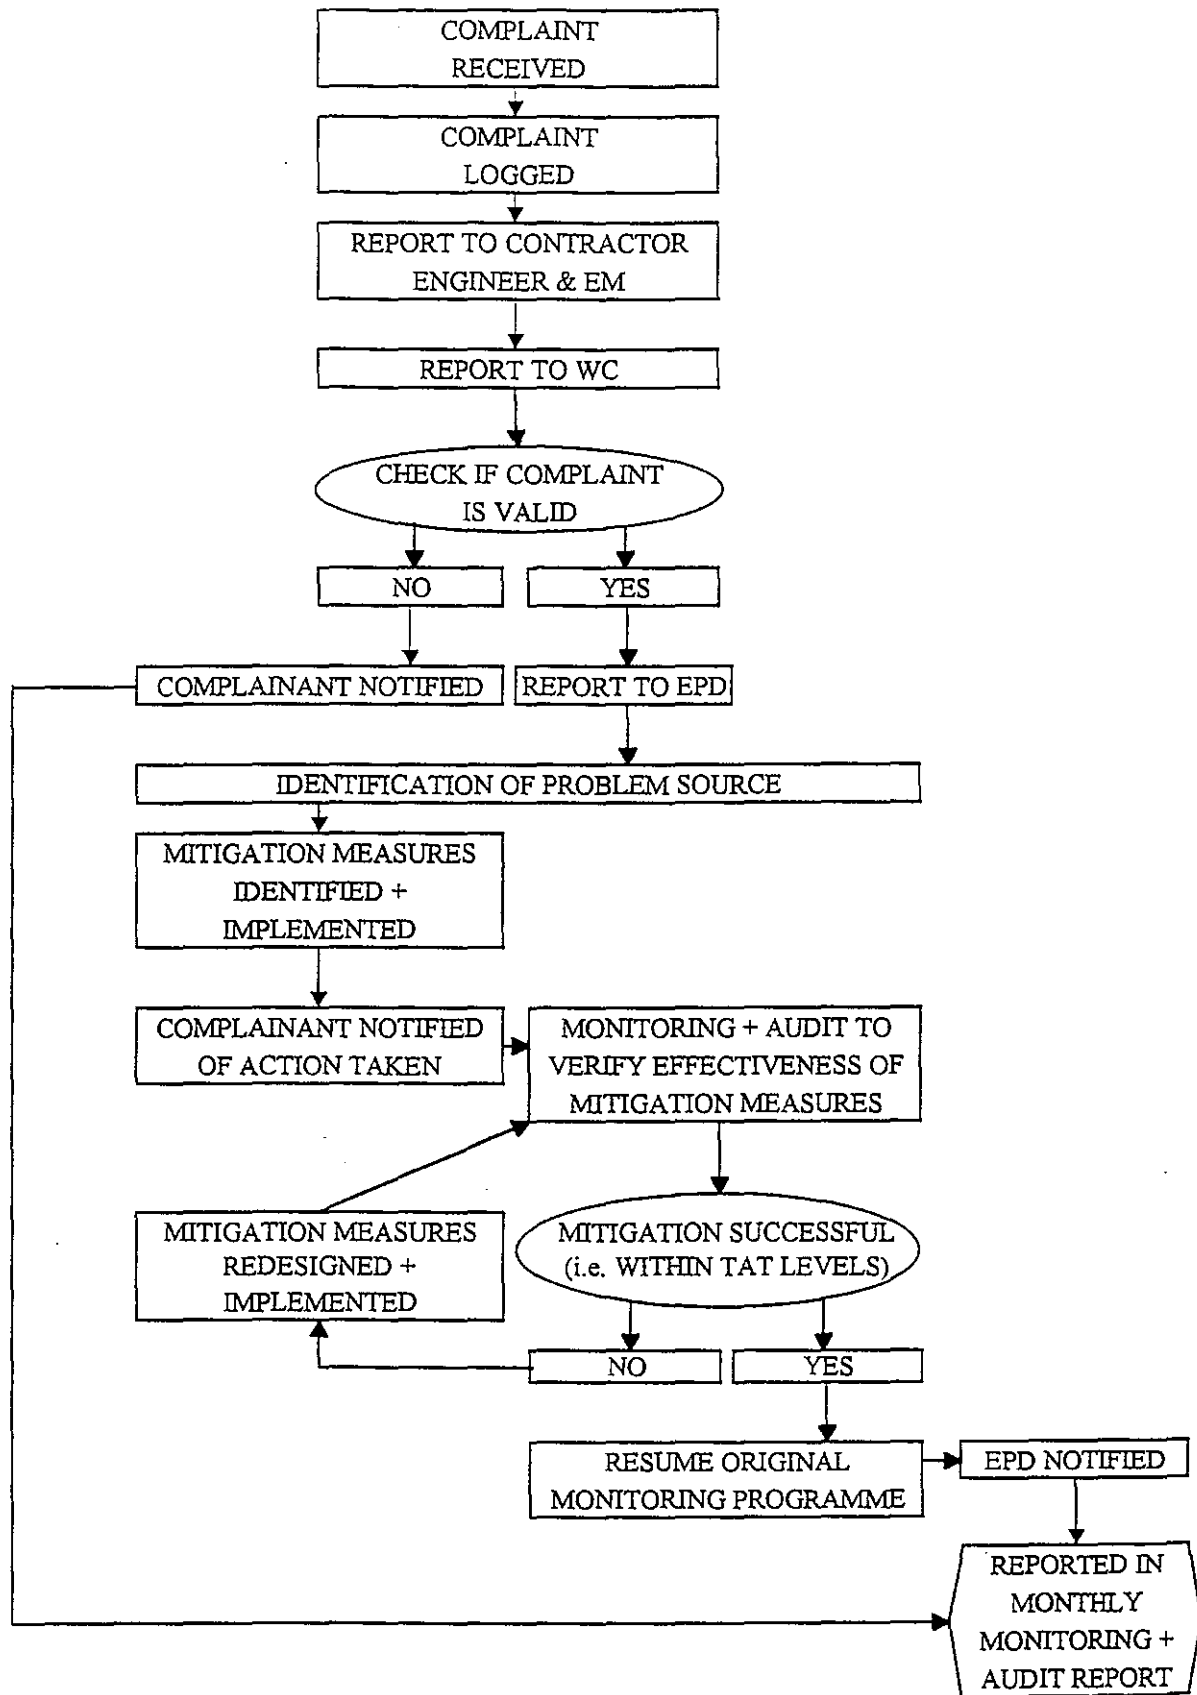 COMPLAINT
RECEIVED
COMPLAINT
LOGGED
REPORT TO CONTRACTOR
ENGINEER & EM
REPORT TO WC
CHECK IF COMPLAINT
IS VALID
NO
YES
COMPLAINANT NOTIFIED
REPORT TO EPD
IDENTIFICATION OF PROBLEM SOURCE
MITIGATION MEASURES
IDENTIFIED +
IMPLEMENTED
COMPLAINANT NOTIFIED
OF ACTION TAKEN
MONITORING + AUDIT TO
VERIFY EFFECTIVENESS OF
MITIGATION MEASURES
MITIGATION MEASURES
REDESIGNED +
IMPLEMENTED
MITIGATION SUCCESSFUL
(i.e. WITHIN TAT LEVELS)
NO
YES
RESUME ORIGINAL
MONITORING PROGRAMME
EPD NOTIFIED
REPORTED IN
MONTHLY
MONITORING +
AUDIT REPORT